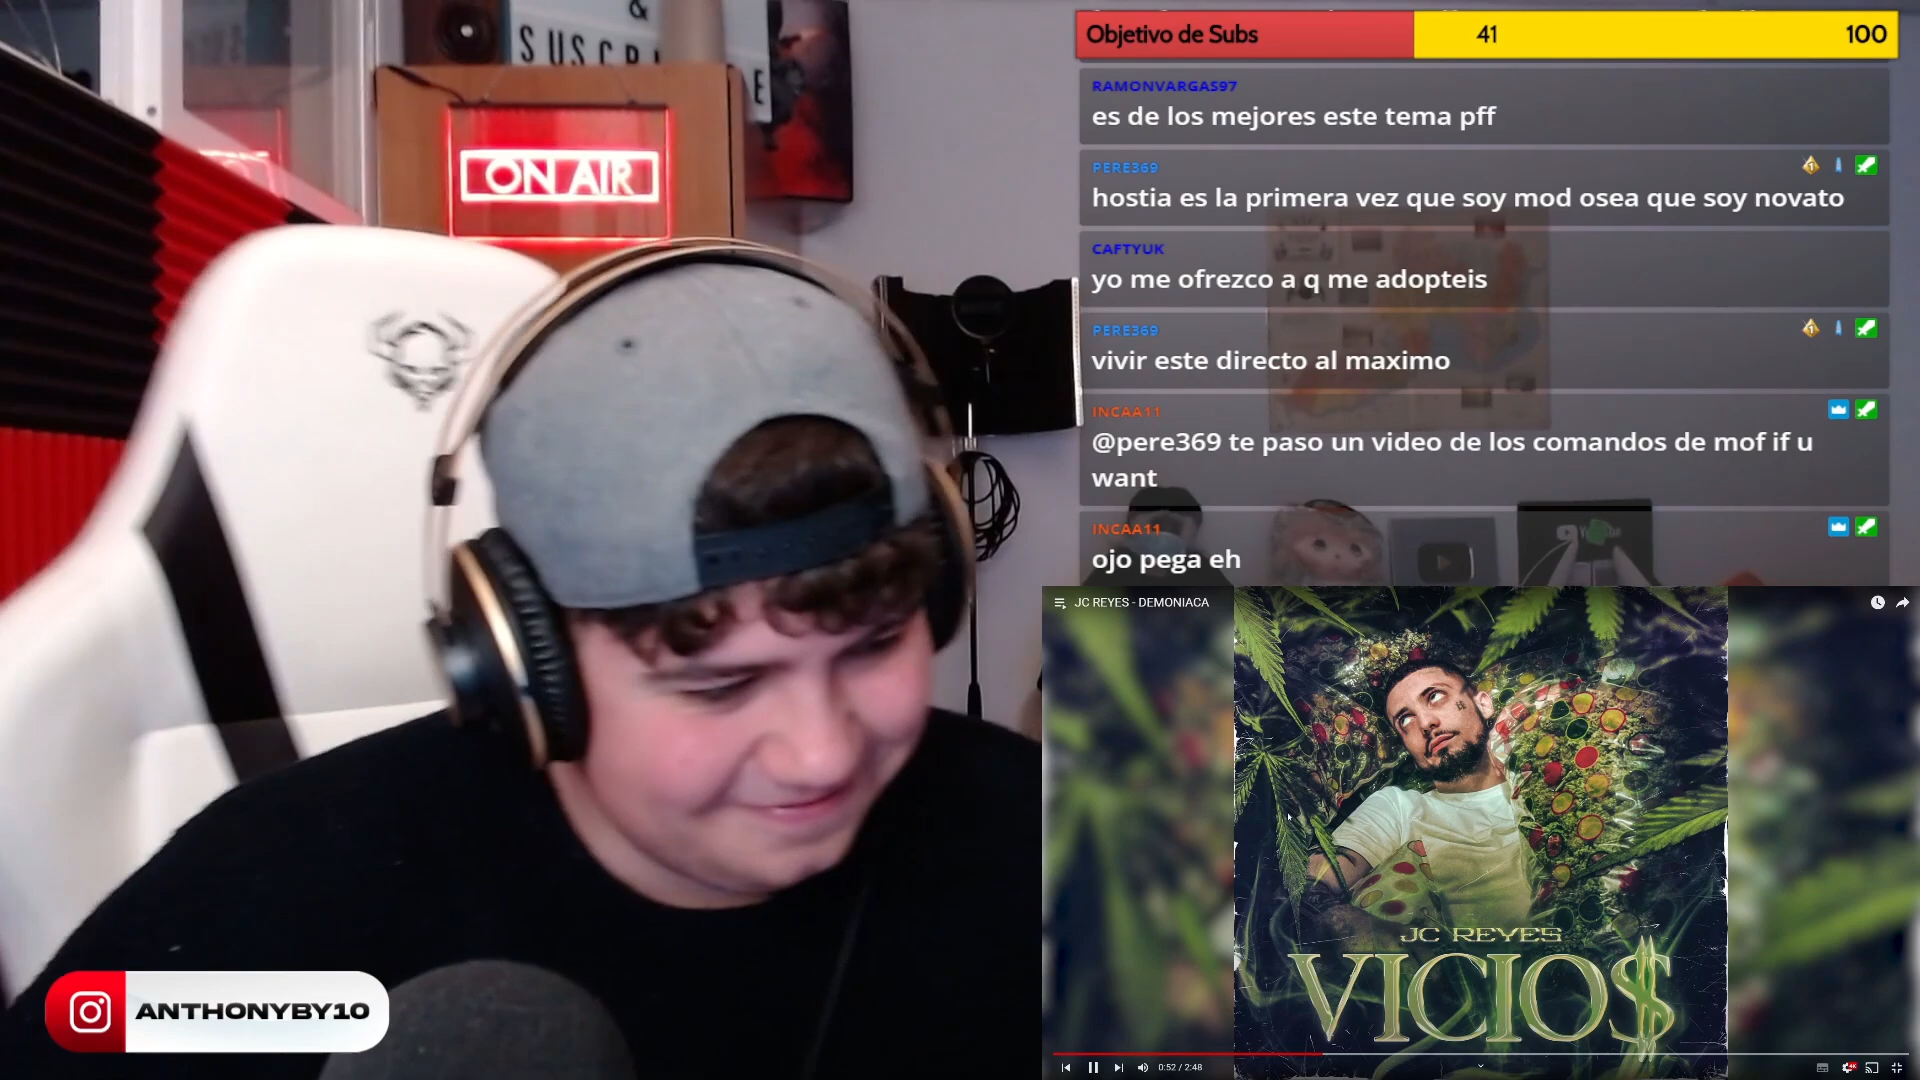 &
SUSCRI
E
ON AIR
Objetivo de Subs 41 100
RAMONVARGAS97
es de los mejores este tema pff
PERE369
hostia es la primera vez que soy mod osea que soy novato
CAFTYUK
yo me ofrezco a q me adopteis
PERE369
vivir este directo al maximo
INCAA11
@pere369 te paso un video de los comandos de mof if u
want
INCAA11
ojo pega eh
JC REYES - DEMONIACA
JC REYES
VICIO$
0:52 / 2:48
ANTHONYBY10